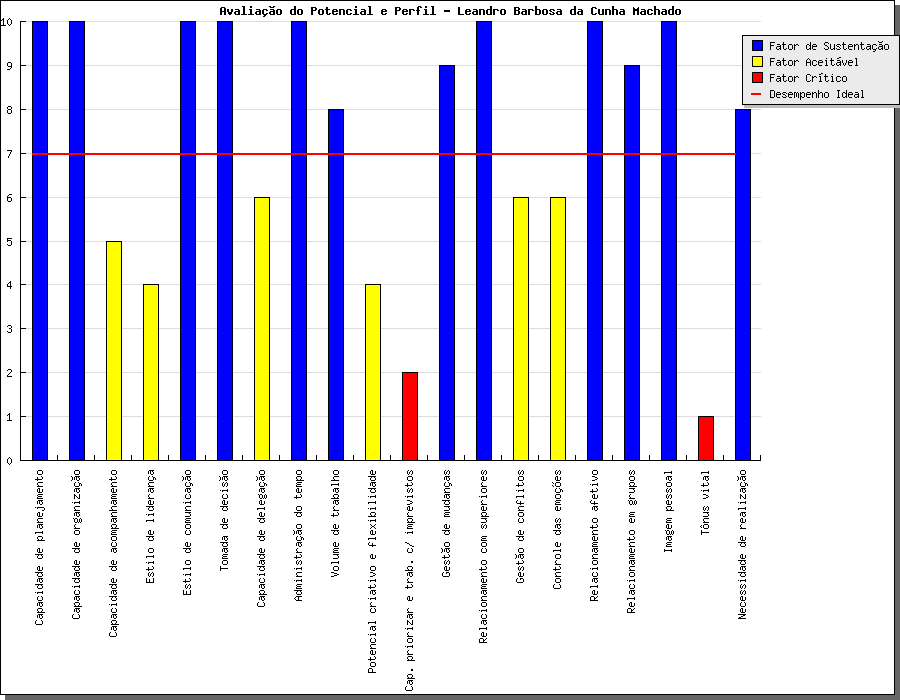 Avaliação do Potencial e Perfil - Leandro Barbosa da Cunha Machado
Fator de Sustentação
Fator Aceitável
Fator Crítico
Desempenho Ideal
10
9
8
7
6
5
4
3
2
1
0
Capacidade de planejamento
Capacidade de organização
Capacidade de acompanhamento
Estilo de liderança
Estilo de comunicação
Tomada de decisão
Capacidade de delegação
Administração do tempo
Volume de trabalho
Potencial criativo e flexibilidade
Cap. priorizar e trab. c/ imprevistos
Gestão de mudanças
Relacionamento com superiores
Gestão de conflitos
Controle das emoções
Relacionamento afetivo
Relacionamento em grupos
Imagem pessoal
Tônus vital
Necessidade de realização